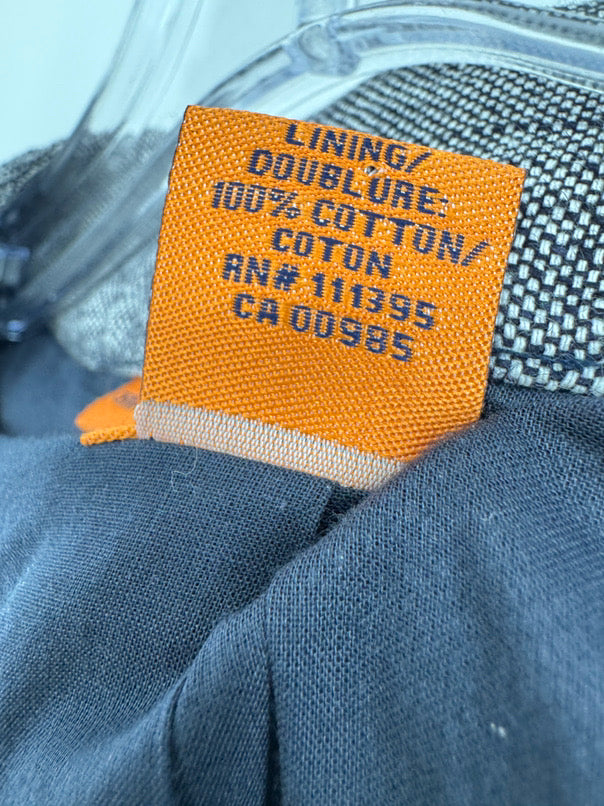 LINING/
DOUBLURE:
100% COTTON/
COTON
RN# 111395
CA 00985